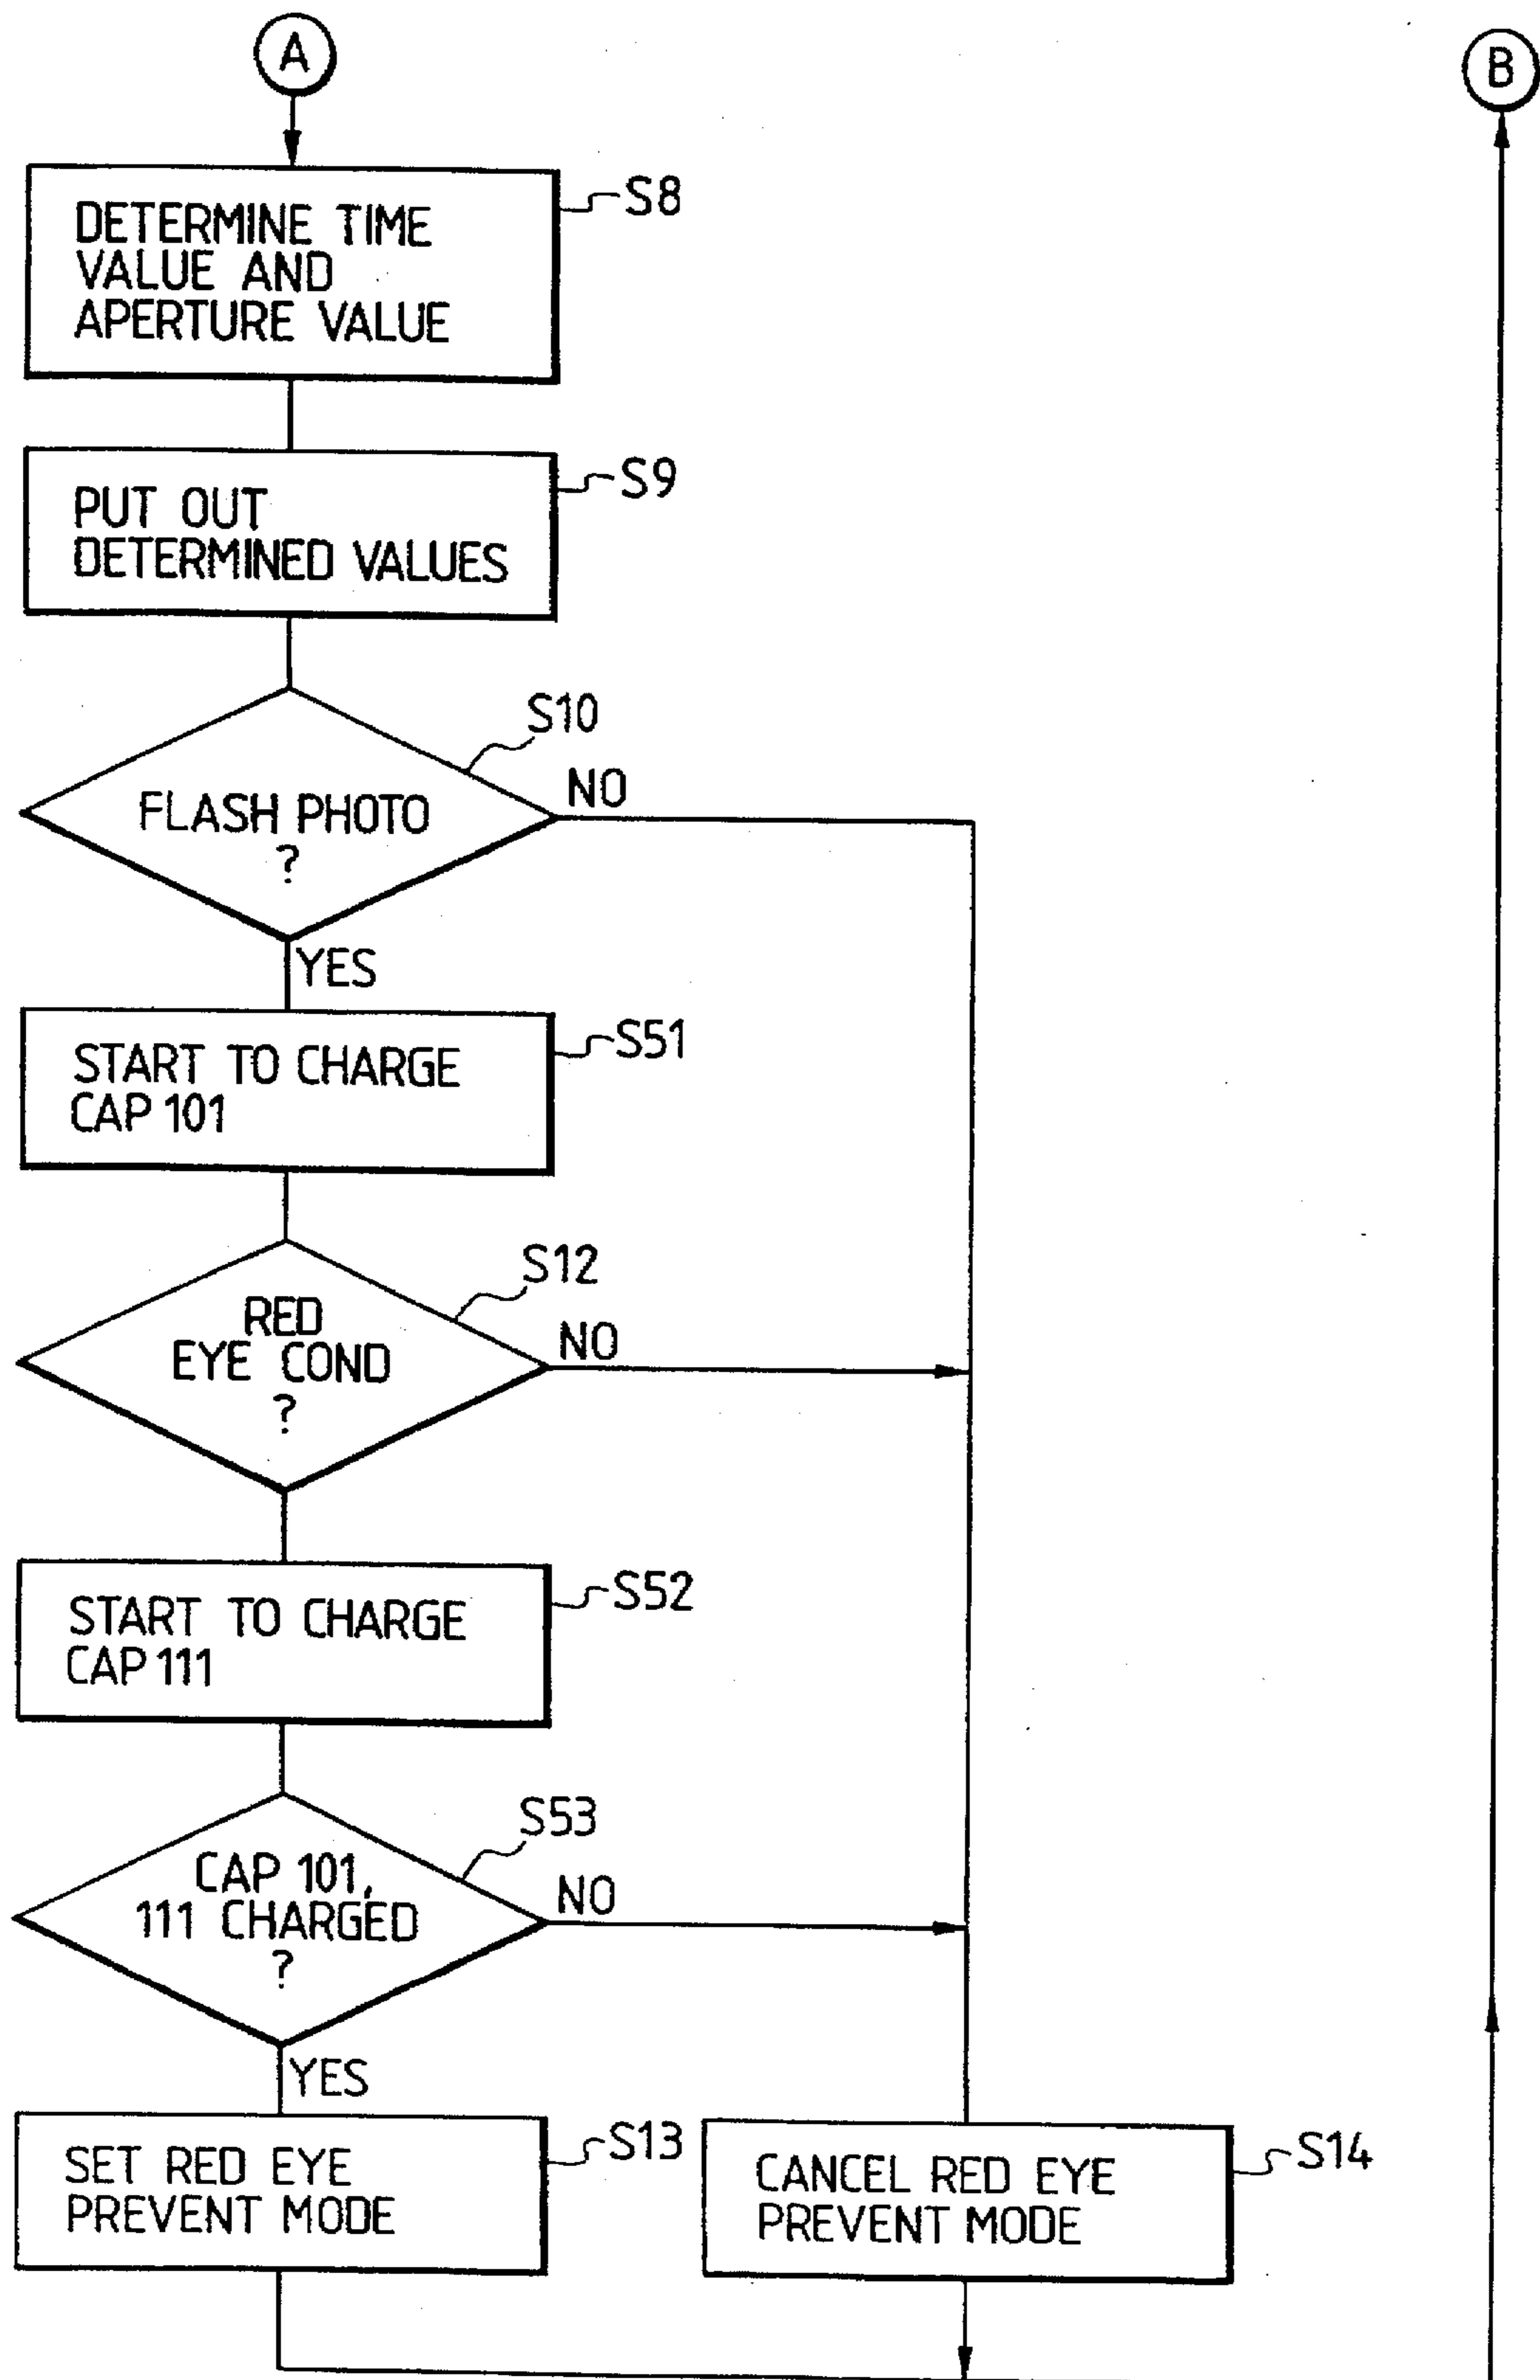 A
B
S8
DETERMINE TIME
VALUE AND
APERTURE VALUE
S9
PUT OUT
DETERMINED VALUES
S10
FLASH PHOTO
?
NO
YES
S51
START TO CHARGE
CAP 101
S12
RED
EYE COND
?
NO
S52
START TO CHARGE
CAP 111
S53
CAP 101,
111 CHARGED
?
NO
YES
S13
SET RED EYE
PREVENT MODE
S14
CANCEL RED EYE
PREVENT MODE